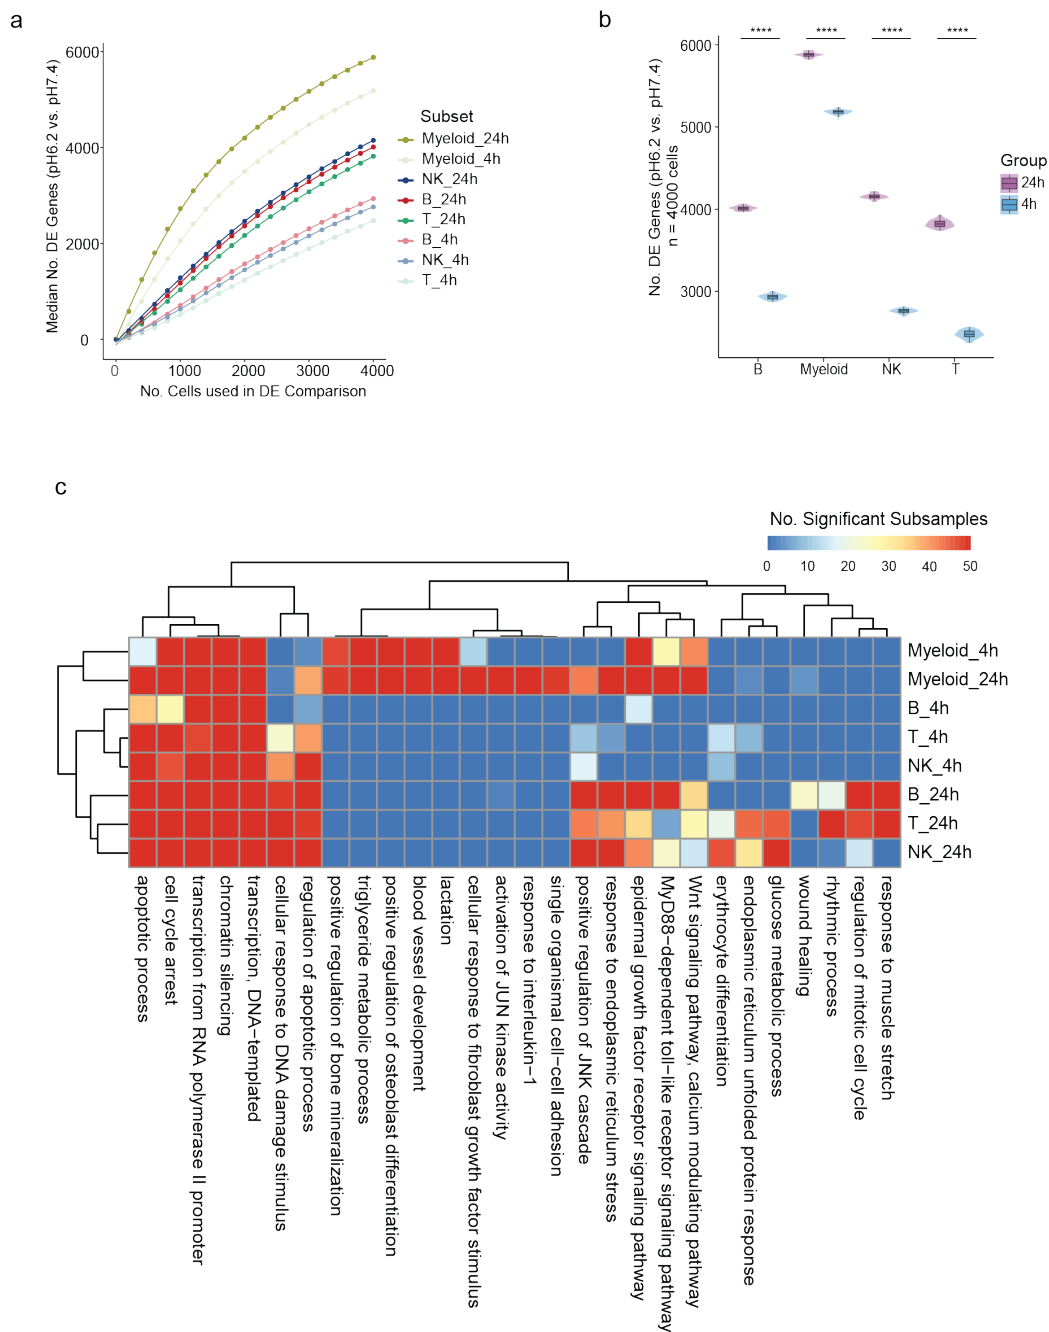 a
Median No. DE Genes (pH6.2 vs. pH7.4)
6000
4000
2000
0
0
1000
2000
3000
4000
No. Cells used in DE Comparison
Subset
Myeloid_24h
Myeloid_4h
NK_24h
B_24h
T_24h
B_4h
NK_4h
T_4h
b
No. DE Genes (pH6.2 vs. pH7.4)
n = 4000 cells
6000
5000
4000
3000
****
****
****
****
B
Myeloid
NK
T
Group
24h
4h
c
No. Significant Subsamples
0
10
20
30
40
50
Myeloid_4h
Myeloid_24h
B_4h
T_4h
NK_4h
B_24h
T_24h
NK_24h
apoptotic process
cell cycle arrest
transcription from RNA polymerase II promoter
chromatin silencing
transcription, DNA−templated
cellular response to DNA damage stimulus
regulation of apoptotic process
positive regulation of bone mineralization
triglyceride metabolic process
positive regulation of osteoblast differentiation
blood vessel development
lactation
cellular response to fibroblast growth factor stimulus
activation of JUN kinase activity
response to interleukin−1
single organismal cell−cell adhesion
positive regulation of JNK cascade
response to endoplasmic reticulum stress
epidermal growth factor receptor signaling pathway
MyD88−dependent toll−like receptor signaling pathway
Wnt signaling pathway, calcium modulating pathway
erythrocyte differentiation
endoplasmic reticulum unfolded protein response
glucose metabolic process
wound healing
rhythmic process
regulation of mitotic cell cycle
response to muscle stretch